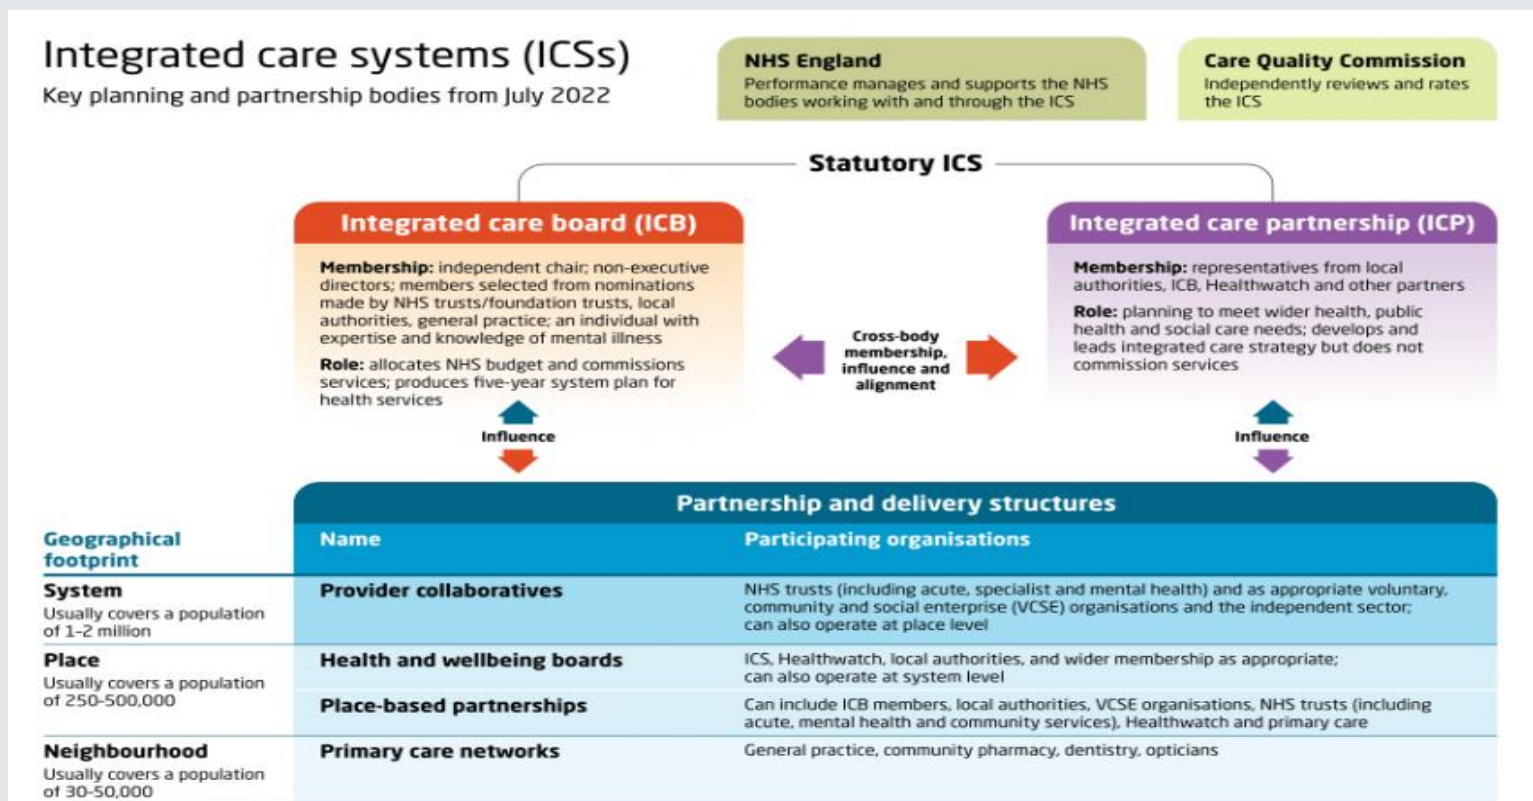 Integrated care systems (ICSs)
Key planning and partnership bodies from July 2022
NHS England
Performance manages and supports the NHS
bodies working with and through the ICS
Care Quality Commission
Independently reviews and rates
the ICS
Statutory ICS
Integrated care board (ICB)
Membership: independent chair; non-executive
directors; members selected from nominations
made by NHS trusts/foundation trusts, local
authorities, general practice; an individual with
expertise and knowledge of mental illness
Role: allocates NHS budget and commissions
services; produces five-year system plan for
health services
Cross-body
membership,
influence and
alignment
Integrated care partnership (ICP)
Membership: representatives from local
authorities, ICB, Healthwatch and other partners
Role: planning to meet wider health, public
health and social care needs; develops and
leads integrated care strategy but does not
commission services
Influence
Influence
Partnership and delivery structures
Geographical
footprint
Name
Participating organisations
System
Usually covers a population
of 1-2 million
Provider collaboratives
NHS trusts (including acute, specialist and mental health) and as appropriate voluntary,
community and social enterprise (VCSE) organisations and the independent sector;
can also operate at place level
Place
Usually covers a population
of 250-500,000
Health and wellbeing boards
ICS, Healthwatch, local authorities, and wider membership as appropriate;
can also operate at system level
Place-based partnerships
Can include ICB members, local authorities, VCSE organisations, NHS trusts (including
acute, mental health and community services), Healthwatch and primary care
Neighbourhood
Usually covers a population
of 30-50,000
Primary care networks
General practice, community pharmacy, dentistry, opticians